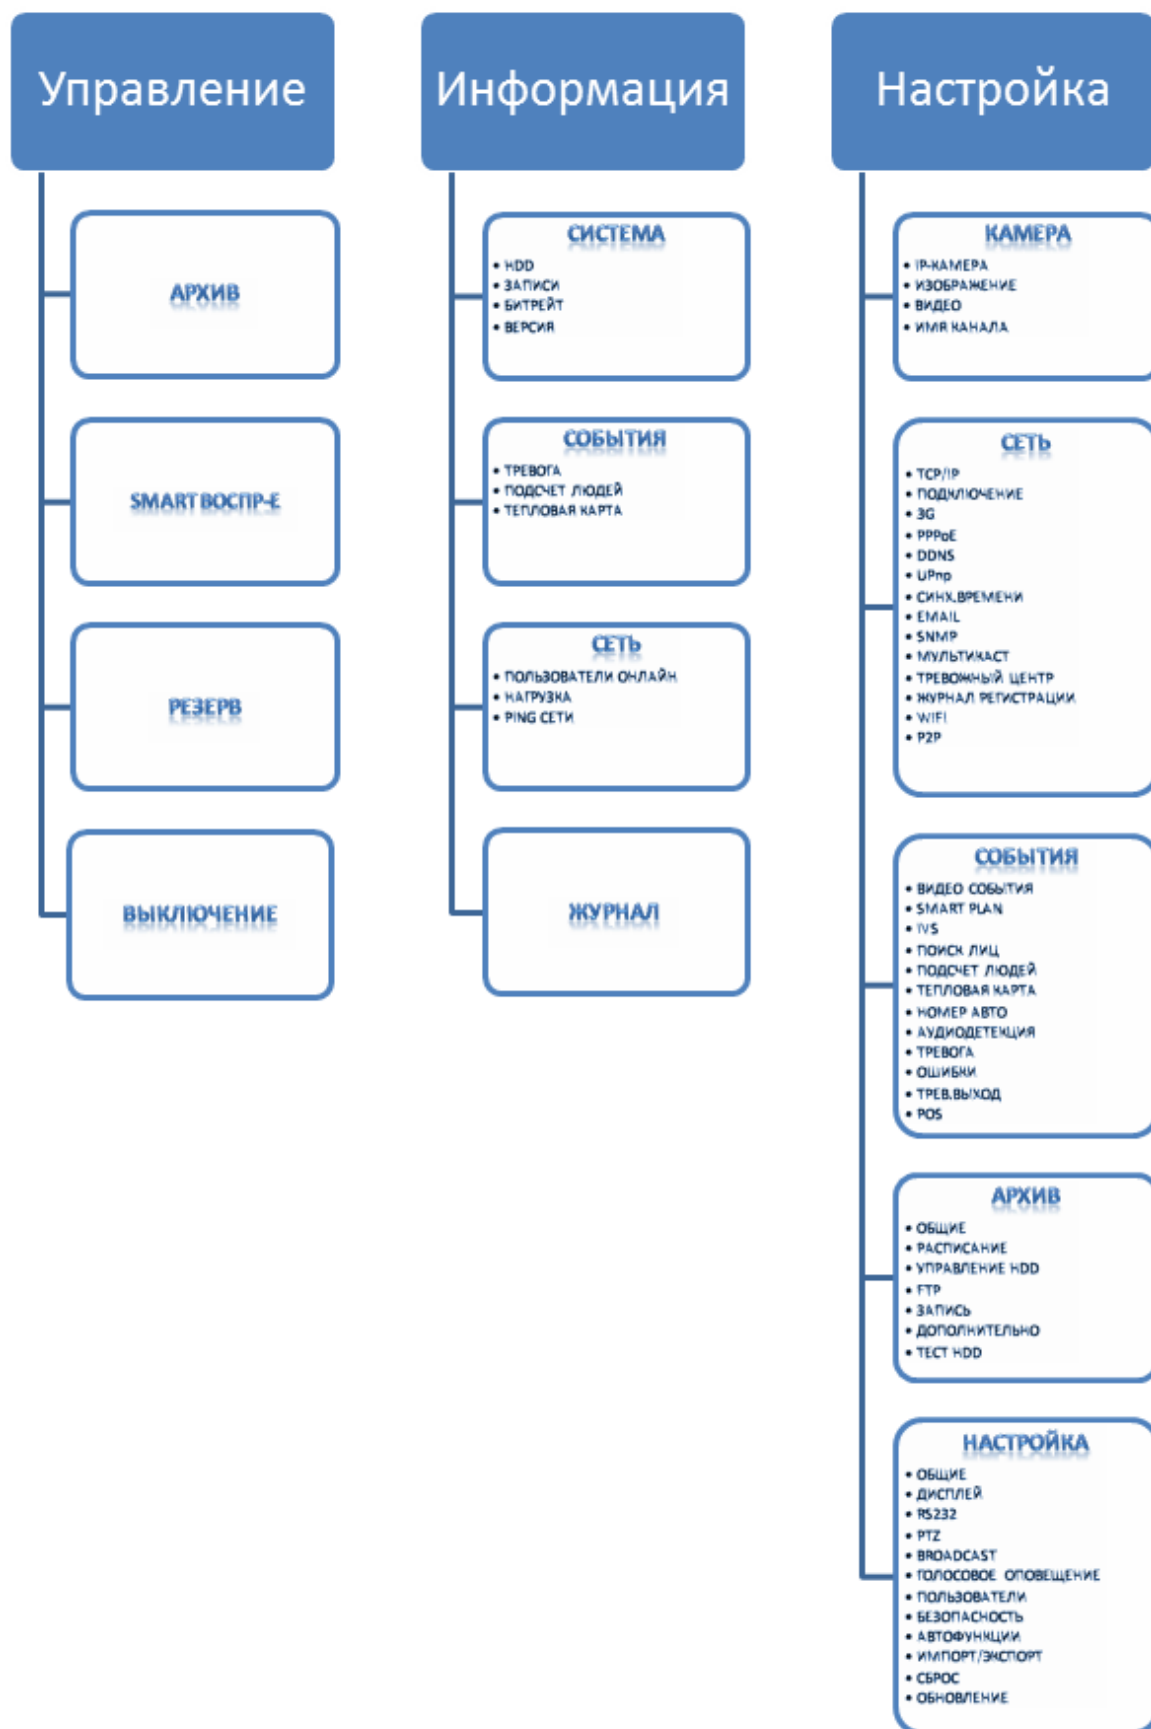 Управление
АРХИВ
SMART ВОСПР-Е
РЕЗЕРВ
ВЫКЛЮЧЕНИЕ
Информация
СИСТЕМА
• HDD
• ЗАПИСИ
• БИТРЕЙТ
• ВЕРСИЯ
СОБЫТИЯ
• ТРЕВОГА
• ПОДСЧЕТ ЛЮДЕЙ
• ТЕПЛОВАЯ КАРТА
СЕТЬ
• ПОЛЬЗОВАТЕЛИ ОНЛАЙН
• НАГРУЗКА
• PING СЕТИ
ЖУРНАЛ
Настройка
КАМЕРА
• IP-КАМЕРА
• ИЗОБРАЖЕНИЕ
• ВИДЕО
• ИМЯ КАНАЛА
СЕТЬ
• TCP/IP
• ПОДКЛЮЧЕНИЕ
• 3G
• PPPoE
• DDNS
• UPnp
• СИНХ.ВРЕМЕНИ
• EMAIL
• SNMP
• МУЛЬТИКАСТ
• ТРЕВОЖНЫЙ ЦЕНТР
• ЖУРНАЛ РЕГИСТРАЦИИ
• WIFI
• P2P
СОБЫТИЯ
• ВИДЕО СОБЫТИЯ
• SMART PLAN
• IVS
• ПОИСК ЛИЦ
• ПОДСЧЕТ ЛЮДЕЙ
• ТЕПЛОВАЯ КАРТА
• НОМЕР АВТО
• АУДИОДЕТЕКЦИЯ
• ТРЕВОГА
• ОШИБКИ
• ТРЕВ.ВЫХОД
• POS
АРХИВ
• ОБЩИЕ
• РАСПИСАНИЕ
• УПРАВЛЕНИЕ HDD
• FTP
• ЗАПИСЬ
• ДОПОЛНИТЕЛЬНО
• ТЕСТ HDD
НАСТРОЙКА
• ОБЩИЕ
• ДИСПЛЕЙ
• RS232
• PTZ
• BROADCAST
• ГОЛОСОВОЕ ОПОВЕЩЕНИЕ
• ПОЛЬЗОВАТЕЛИ
• БЕЗОПАСНОСТЬ
• АВТОФУНКЦИИ
• ИМПОРТ/ЭКСПОРТ
• СБРОС
• ОБНОВЛЕНИЕ